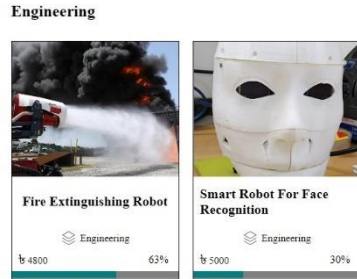 Engineering
Fire Extinguishing Robot
Engineering
৳ 4800 63%
Smart Robot For Face
Recognition
Engineering
৳ 5000 30%